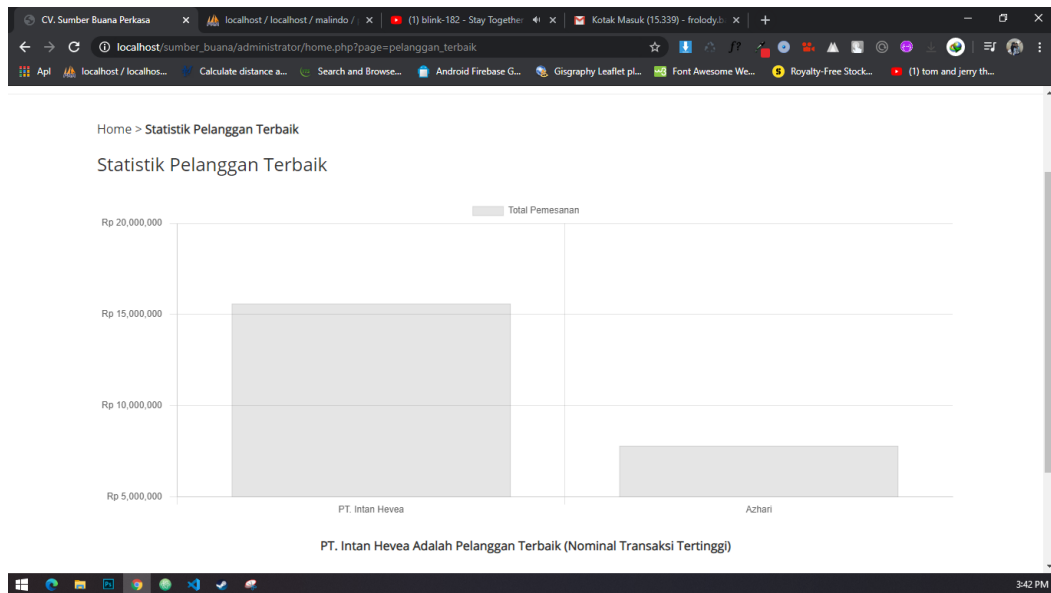 CV. Sumber Buana Perkasa
localhost / localhost / malindo /
(1) blink-182 - Stay Together
Kotak Masuk (15.339) - frolody.b
localhost/sumber_buana/administrator/home.php?page=pelanggan_terbaik
Apl
localhost / localhos...
Calculate distance a...
Search and Browse...
Android Firebase G...
Gisgraphy Leaflet pl...
Font Awesome We...
Royalty-Free Stock...
(1) tom and jerry th...
Home > Statistik Pelanggan Terbaik
Statistik Pelanggan Terbaik
Total Pemesanan
Rp 20,000,000
Rp 15,000,000
Rp 10,000,000
Rp 5,000,000
PT. Intan Hevea
Azhari
PT. Intan Hevea Adalah Pelanggan Terbaik (Nominal Transaksi Tertinggi)
3:42 PM